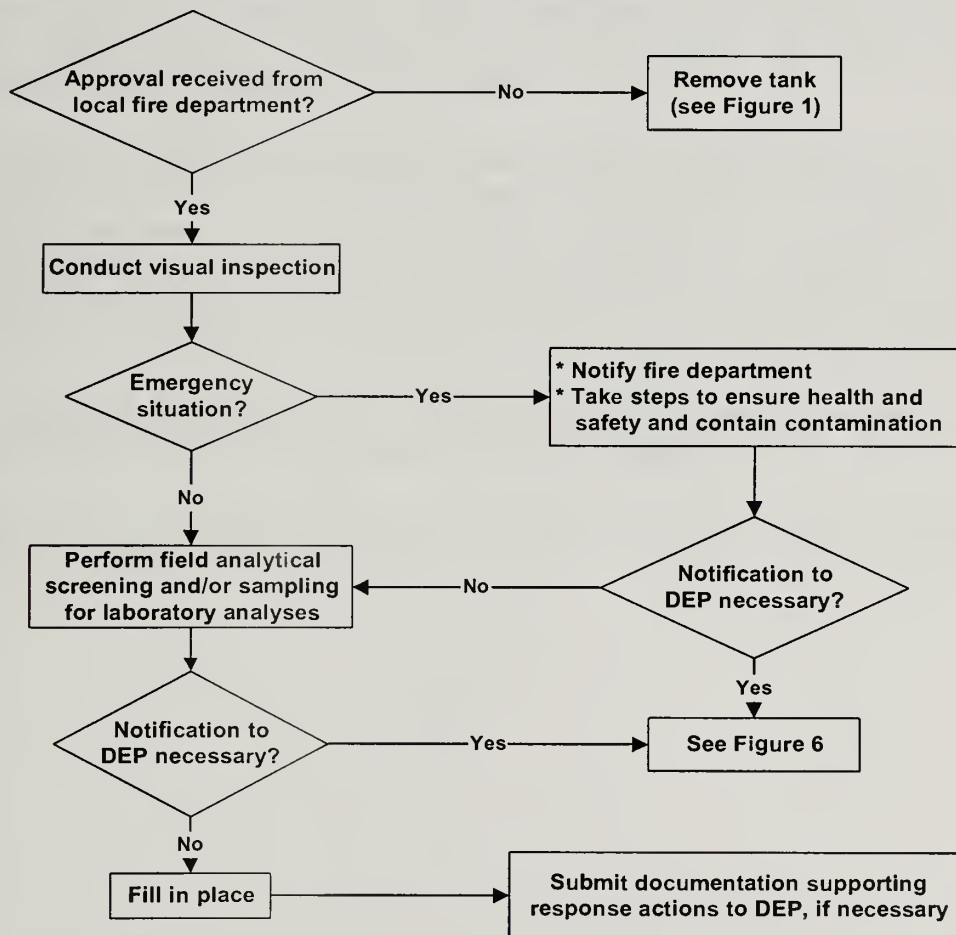 Approval received from
local fire department?
No
Remove tank
(see Figure 1)
Yes
Conduct visual inspection
Emergency
situation?
Yes
* Notify fire department
* Take steps to ensure health and
safety and contain contamination
No
Perform field analytical
screening and/or sampling
for laboratory analyses
No
Notification to
DEP necessary?
Yes
Notification to
DEP necessary?
Yes
See Figure 6
No
Fill in place
Submit documentation supporting
response actions to DEP, if necessary